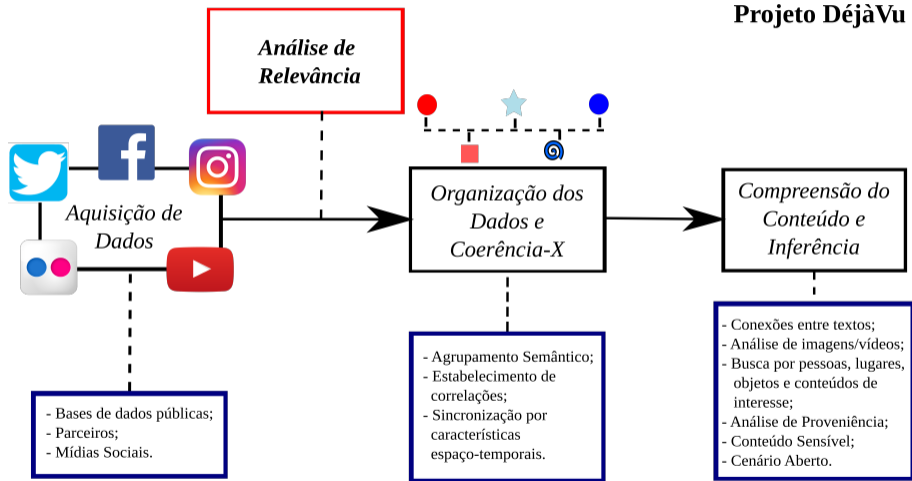 Projeto DéjàVu
Análise de
Relevância
Aquisição de
Dados
Organização dos
Dados e
Coerência-X
Compreensão do
Conteúdo e
Inferência
- Bases de dados públicas;
- Parceiros;
- Mídias Sociais.
- Agrupamento Semântico;
- Estabelecimento de
correlações;
- Sincronização por
características
espaço-temporais.
- Conexões entre textos;
- Análise de imagens/vídeos;
- Busca por pessoas, lugares,
objetos e conteúdos de
interesse;
- Análise de Proveniência;
- Conteúdo Sensível;
- Cenário Aberto.